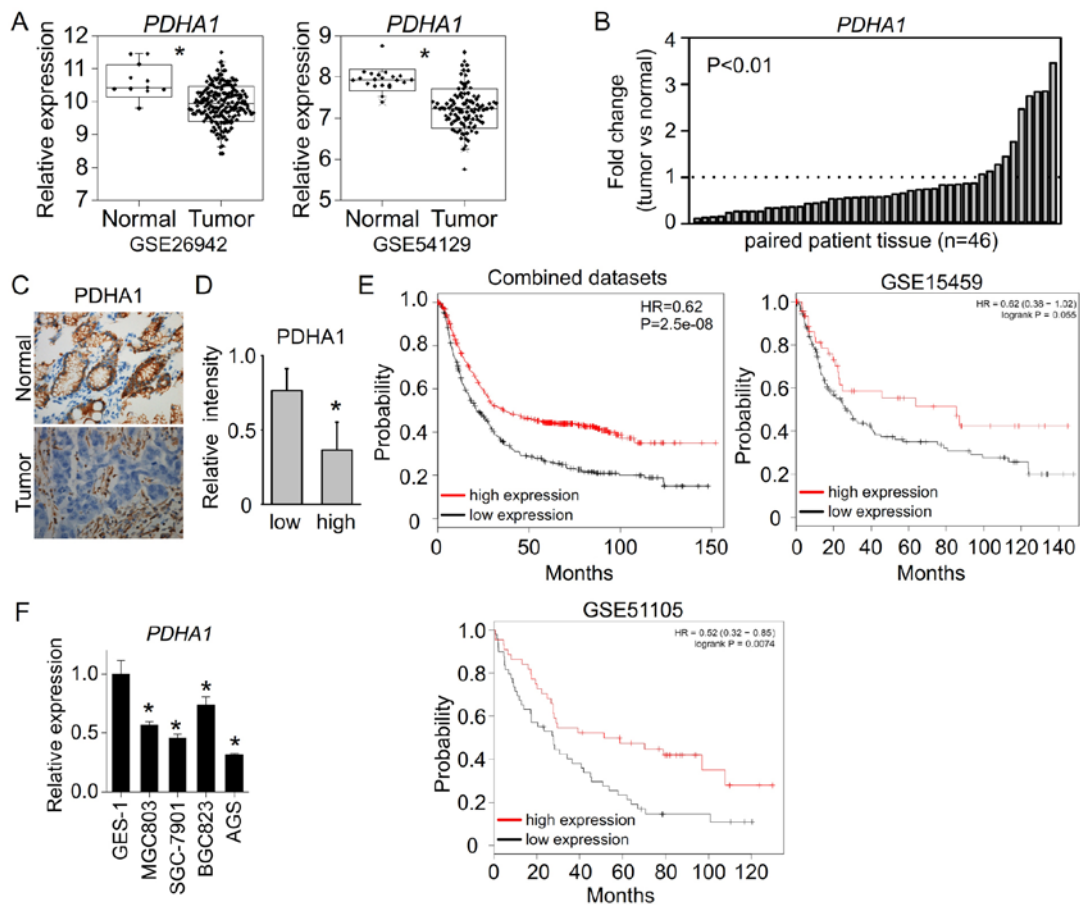 A
PDHA1
PDHA1
Relative expression
12
11
10
9
8
7
*
Normal Tumor
GSE26942
Relative expression
9
8
7
6
5
*
Normal Tumor
GSE54129
B
PDHA1
Fold change
(tumor vs normal)
4
3
2
1
0
P<0.01
paired patient tissue (n=46)
C
PDHA1
Normal
Tumor
D
PDHA1
Relative intensity
1.0
0.5
0
*
low high
E
Combined datasets
Probability
1.0
0.8
0.6
0.4
0.2
0
HR=0.62
P=2.5e-08
high expression
low expression
0 50 100 150
Months
GSE15459
Probability
1.0
0.8
0.6
0.4
0.2
0
HR = 0.62 (0.38 − 1.02)
logrank P = 0.055
high expression
low expression
0 20 40 60 80 100 120 140
Months
F
PDHA1
Relative expression
1.0
0.5
0.0
* * * *
GES-1
MGC803
SGC-7901
BGC823
AGS
GSE51105
Probability
1.0
0.8
0.6
0.4
0.2
0
HR = 0.52 (0.32 − 0.85)
logrank P = 0.0074
high expression
low expression
0 20 40 60 80 100 120
Months